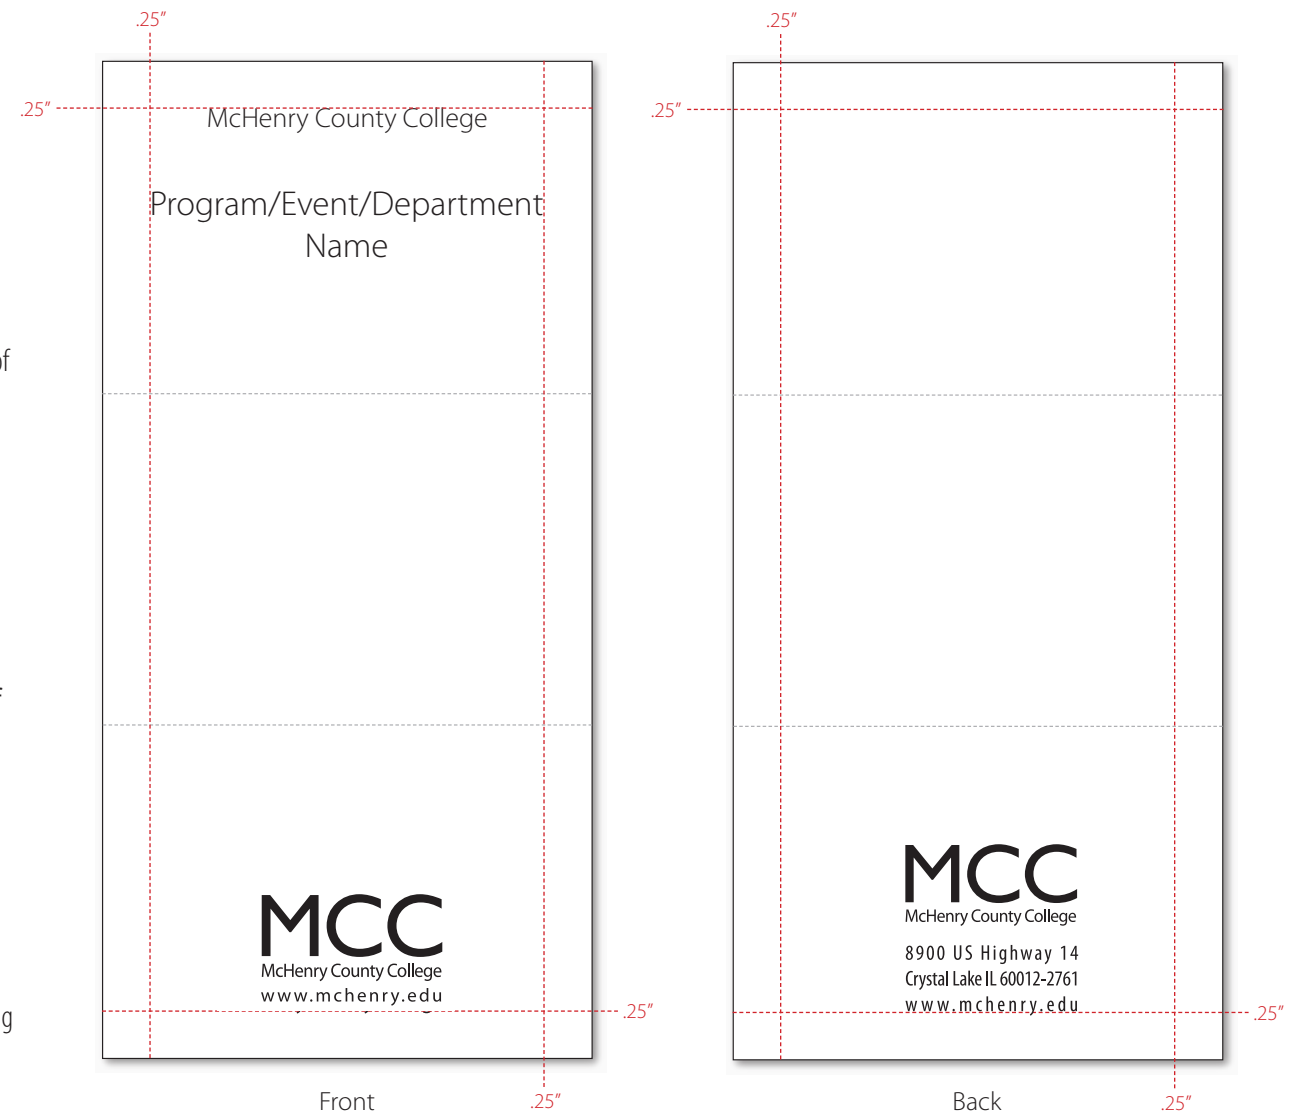 .25″
.25″
.25″
McHenry County College
.25″
Program/Event/Department
Name
of
MCC
McHenry County College
www.mchenry.edu
MCC
McHenry County College
8900 US Highway 14
Crystal Lake IL 60012-2761
www.mchenry.edu
.25″
.25″
g
Front
.25″
Back
.25″